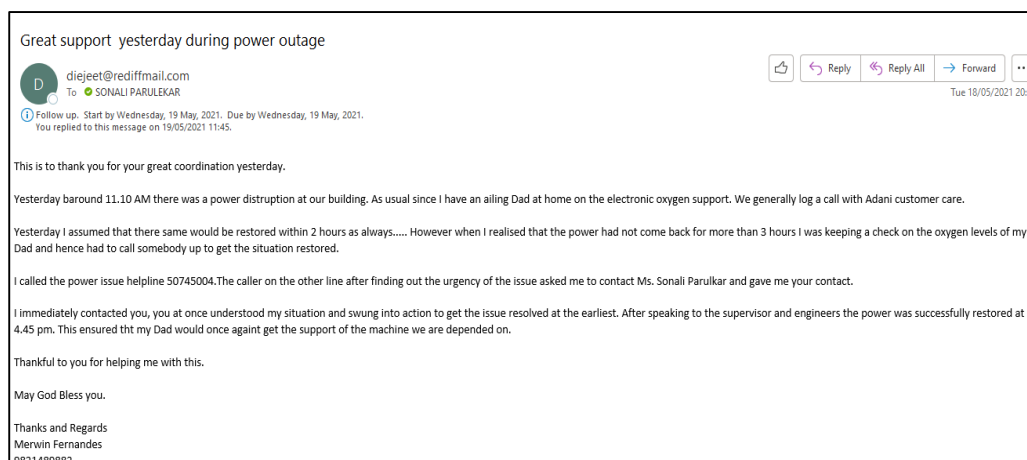 Great support yesterday during power outage
D
diejeet@rediffmail.com
To SONALI PARULEKAR
Reply
Reply All
Forward
Tue 18/05/2021 20:
Follow up. Start by Wednesday, 19 May, 2021. Due by Wednesday, 19 May, 2021.
You replied to this message on 19/05/2021 11:45.
This is to thank you for your great coordination yesterday.
Yesterday baround 11.10 AM there was a power distruption at our building. As usual since I have an ailing Dad at home on the electronic oxygen support. We generally log a call with Adani customer care.
Yesterday I assumed that there same would be restored within 2 hours as always..... However when I realised that the power had not come back for more than 3 hours I was keeping a check on the oxygen levels of my
Dad and hence had to call somebody up to get the situation restored.
I called the power issue helpline 50745004.The caller on the other line after finding out the urgency of the issue asked me to contact Ms. Sonali Parulkar and gave me your contact.
I immediately contacted you, you at once understood my situation and swung into action to get the issue resolved at the earliest. After speaking to the supervisor and engineers the power was successfully restored at
4.45 pm. This ensured tht my Dad would once againt get the support of the machine we are depended on.
Thankful to you for helping me with this.
May God Bless you.
Thanks and Regards
Merwin Fernandes